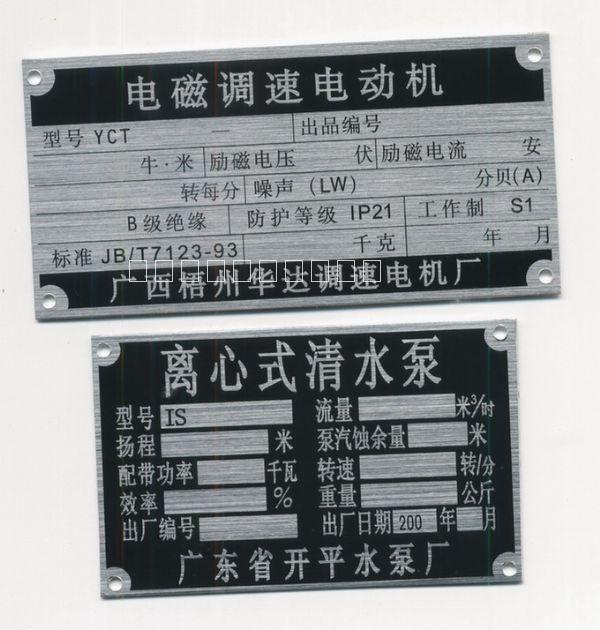 电磁调速电动机
型号 YCT — 出品编号
牛·米 励磁电压 伏 励磁电流 安
转每分 噪声 (LW) 分贝(A)
B级绝缘 防护等级 IP21 工作制 S1
标准 JB/T7123-93 千克 年 月
广西梧州华达调速电机厂
离心式清水泵
型号 IS 流量 米³/时
扬程 米 泵汽蚀余量 米
配带功率 千瓦 转速 转/分
效率 % 重量 公斤
出厂编号 出厂日期 200 年 月
广东省开平水泵厂